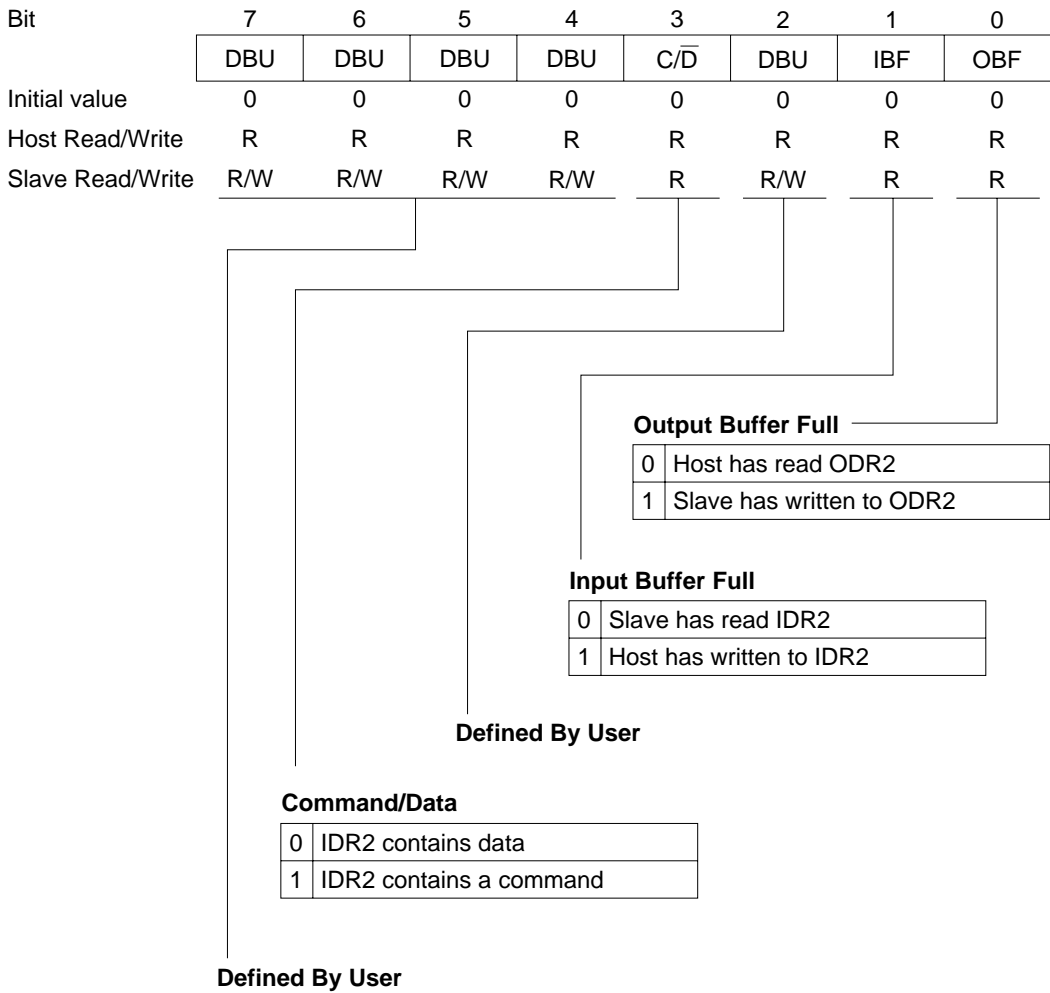 Bit 7 6 5 4 3 2 1 0
DBU DBU DBU DBU C/D̅ DBU IBF OBF
Initial value 0 0 0 0 0 0 0 0
Host Read/Write R R R R R R R R
Slave Read/Write R/W R/W R/W R/W R R/W R R
Output Buffer Full
0 Host has read ODR2
1 Slave has written to ODR2
Input Buffer Full
0 Slave has read IDR2
1 Host has written to IDR2
Defined By User
Command/Data
0 IDR2 contains data
1 IDR2 contains a command
Defined By User